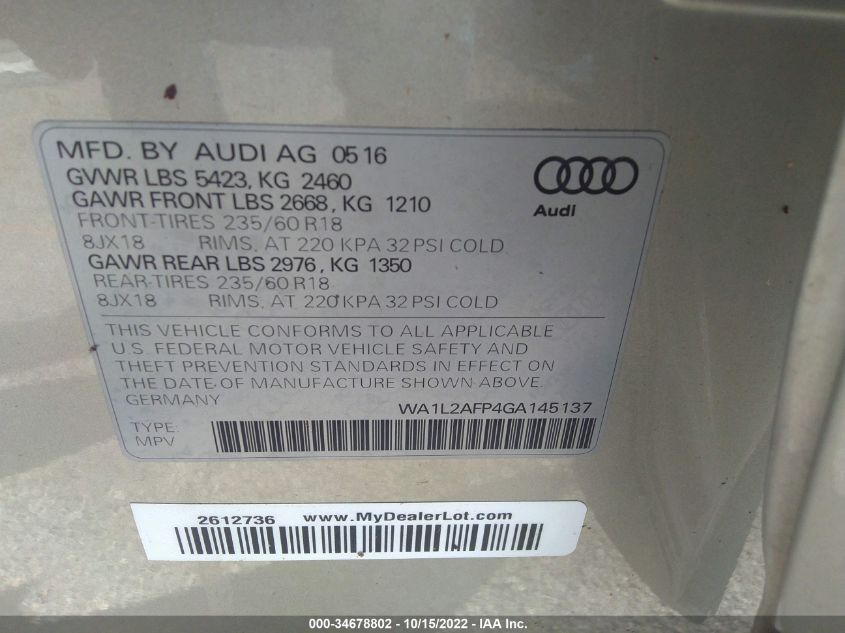 MFD. BY AUDI AG 05 16
GVWR LBS 5423, KG 2460
GAWR FRONT LBS 2668, KG 1210
FRONT-TIRES 235/60 R18
8JX18 RIMS, AT 220 KPA 32 PSI COLD
GAWR REAR LBS 2976, KG 1350
REAR-TIRES 235/60 R18
8JX18 RIMS, AT 220 KPA 32 PSI COLD
Audi
THIS VEHICLE CONFORMS TO ALL APPLICABLE
U.S. FEDERAL MOTOR VEHICLE SAFETY AND
THEFT PREVENTION STANDARDS IN EFFECT ON
THE DATE OF MANUFACTURE SHOWN ABOVE.
GERMANY WA1L2AFP4GA145137
TYPE:
MPV
2612736 www.MyDealerLot.com
000-34678802 - 10/15/2022 - IAA Inc.